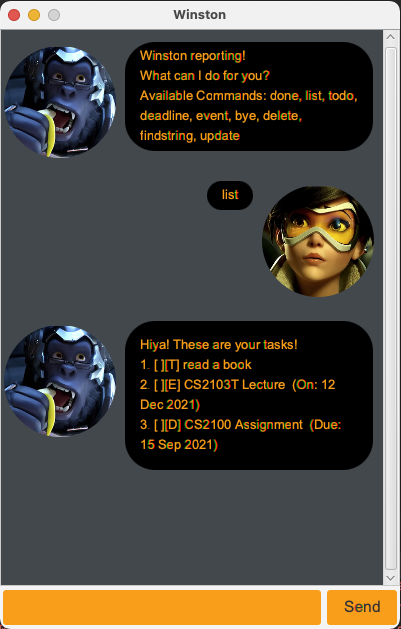 Winston
Winston reporting!
What can I do for you?
Available Commands: done, list, todo,
deadline, event, bye, delete,
findstring, update
list
Hiya! These are your tasks!
1. [ ][T] read a book
2. [ ][E] CS2103T Lecture  (On: 12
Dec 2021)
3. [ ][D] CS2100 Assignment  (Due:
15 Sep 2021)
Send